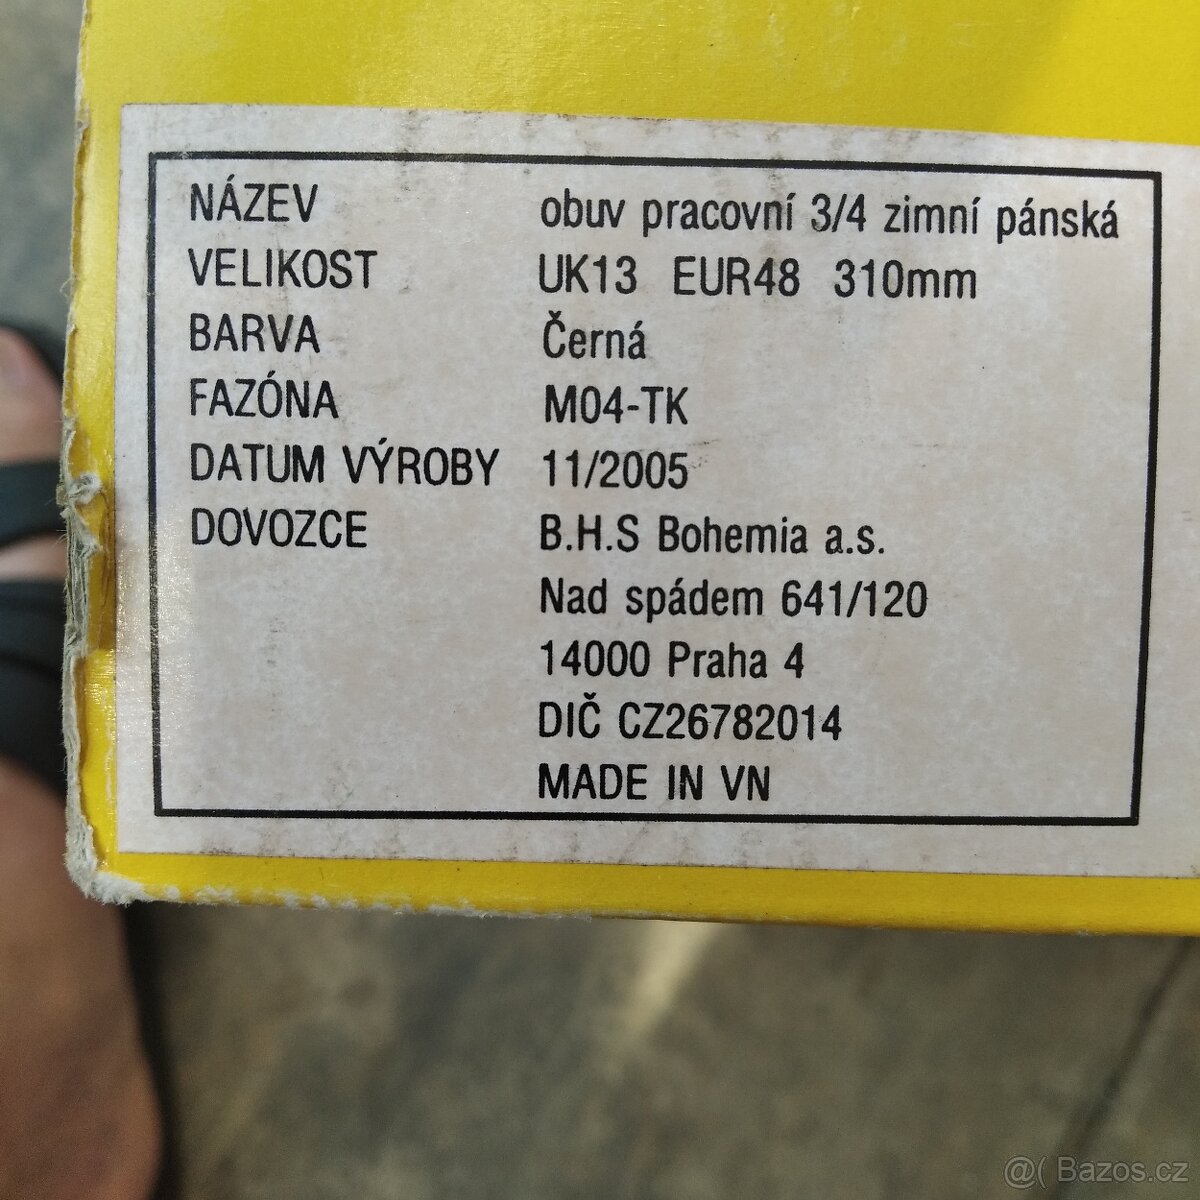 NÁZEV obuv pracovní 3/4 zimní pánská
VELIKOST UK13 EUR48 310mm
BARVA Černá
FAZÓNA M04-TK
DATUM VÝROBY 11/2005
DOVOZCE B.H.S Bohemia a.s.
Nad spádem 641/120
14000 Praha 4
DIČ CZ26782014
MADE IN VN
@( Bazos.cz